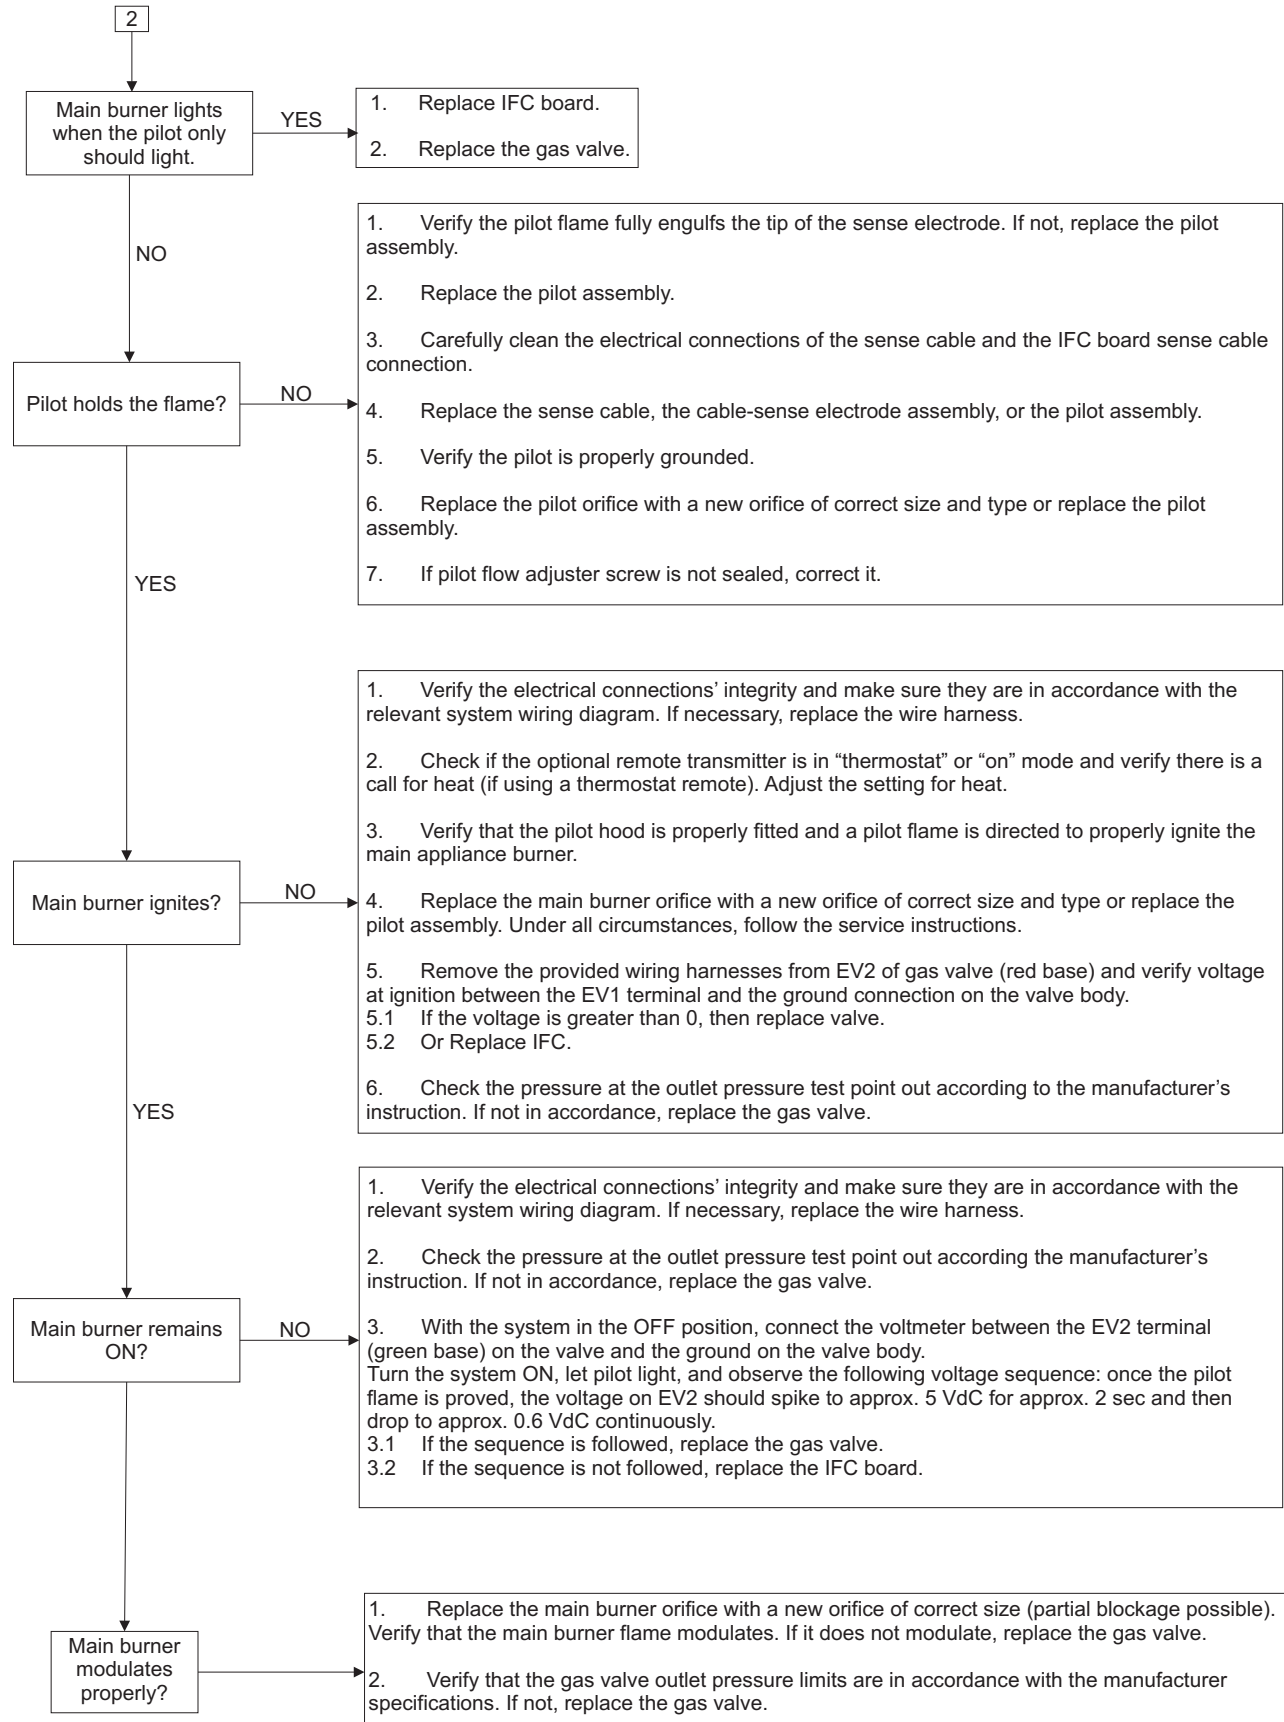 2
Main burner lights
when the pilot only
should light.
YES
1. Replace IFC board.
2. Replace the gas valve.
NO
1. Verify the pilot flame fully engulfs the tip of the sense electrode. If not, replace the pilot
assembly.
2. Replace the pilot assembly.
3. Carefully clean the electrical connections of the sense cable and the IFC board sense cable
connection.
4. Replace the sense cable, the cable-sense electrode assembly, or the pilot assembly.
5. Verify the pilot is properly grounded.
6. Replace the pilot orifice with a new orifice of correct size and type or replace the pilot
assembly.
7. If pilot flow adjuster screw is not sealed, correct it.
Pilot holds the flame?
NO
YES
1. Verify the electrical connections’ integrity and make sure they are in accordance with the
relevant system wiring diagram. If necessary, replace the wire harness.
2. Check if the optional remote transmitter is in “thermostat” or “on” mode and verify there is a
call for heat (if using a thermostat remote). Adjust the setting for heat.
3. Verify that the pilot hood is properly fitted and a pilot flame is directed to properly ignite the
main appliance burner.
4. Replace the main burner orifice with a new orifice of correct size and type or replace the
pilot assembly. Under all circumstances, follow the service instructions.
5. Remove the provided wiring harnesses from EV2 of gas valve (red base) and verify voltage
at ignition between the EV1 terminal and the ground connection on the valve body.
5.1 If the voltage is greater than 0, then replace valve.
5.2 Or Replace IFC.
6. Check the pressure at the outlet pressure test point out according to the manufacturer’s
instruction. If not in accordance, replace the gas valve.
Main burner ignites?
NO
YES
1. Verify the electrical connections’ integrity and make sure they are in accordance with the
relevant system wiring diagram. If necessary, replace the wire harness.
2. Check the pressure at the outlet pressure test point out according the manufacturer’s
instruction. If not in accordance, replace the gas valve.
3. With the system in the OFF position, connect the voltmeter between the EV2 terminal
(green base) on the valve and the ground on the valve body.
Turn the system ON, let pilot light, and observe the following voltage sequence: once the pilot
flame is proved, the voltage on EV2 should spike to approx. 5 VdC for approx. 2 sec and then
drop to approx. 0.6 VdC continuously.
3.1 If the sequence is followed, replace the gas valve.
3.2 If the sequence is not followed, replace the IFC board.
Main burner remains
ON?
NO
Main burner
modulates
properly?
1. Replace the main burner orifice with a new orifice of correct size (partial blockage possible).
Verify that the main burner flame modulates. If it does not modulate, replace the gas valve.
2. Verify that the gas valve outlet pressure limits are in accordance with the manufacturer
specifications. If not, replace the gas valve.